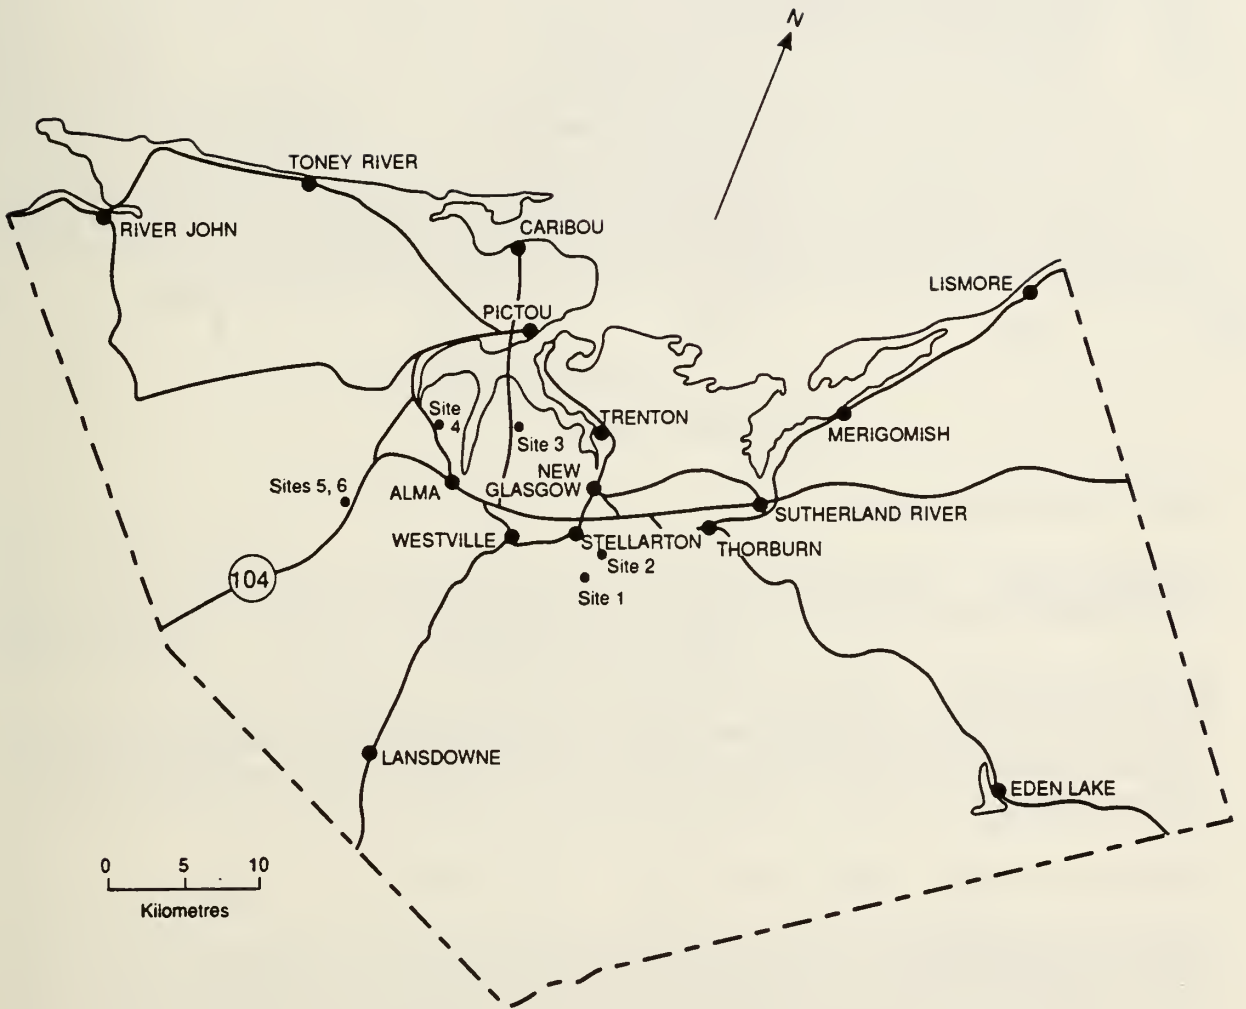 N
TONEY RIVER
RIVER JOHN
CARIBOU
LISMORE
PICTOU
Site
4
TRENTON
Site 3
MERIGOMISH
NEW
GLASGOW
Sites 5, 6
ALMA
SUTHERLAND RIVER
WESTVILLE
STELLARTON
THORBURN
Site 2
104
Site 1
LANSDOWNE
EDEN LAKE
0 5 10
Kilometres